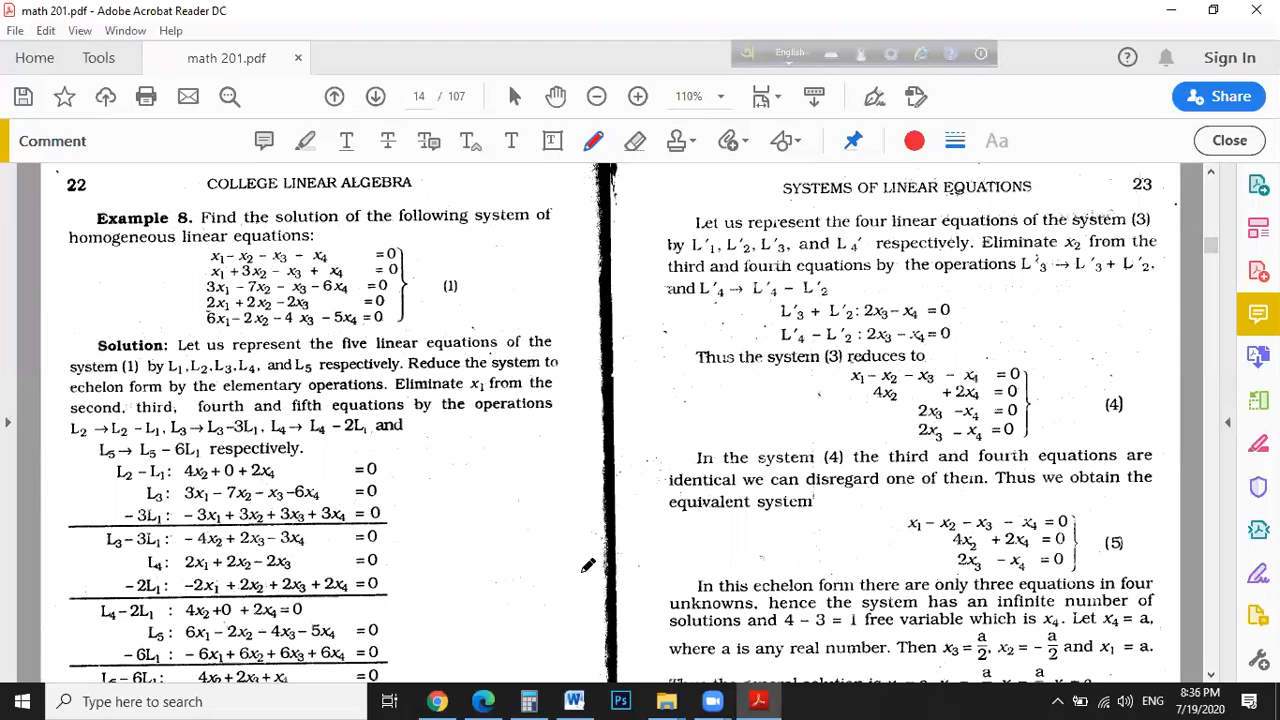 math 201.pdf - Adobe Acrobat Reader DC
File Edit View Window Help
Home Tools math 201.pdf × English Sign In
14 / 107 110% Share
Comment Close
22 COLLEGE LINEAR ALGEBRA
Example 8. Find the solution of the following system of
homogeneous linear equations:
x₁ – x₂ – x₃ – x₄ = 0
x₁ + 3x₂ – x₃ + x₄ = 0
3x₁ – 7x₂ – x₃ – 6x₄ = 0 (1)
2x₁ + 2x₂ – 2x₃ = 0
6x₁ – 2x₂ – 4 x₃ – 5x₄ = 0
Solution: Let us represent the five linear equations of the
system (1) by L₁, L₂, L₃, L₄, and L₅ respectively. Reduce the system to
echelon form by the elementary operations. Eliminate x₁ from the
second, third, fourth and fifth equations by the operations
L₂ → L₂ – L₁, L₃ → L₃ – 3L₁, L₄ → L₄ – 2L₁ and
L₅ → L₅ – 6L₁ respectively.
L₂ – L₁ : 4x₂ + 0 + 2x₄ = 0
L₃ : 3x₁ – 7x₂ – x₃ – 6x₄ = 0
– 3L₁ : – 3x₁ + 3x₂ + 3x₃ + 3x₄ = 0
L₃ – 3L₁ : – 4x₂ + 2x₃ – 3x₄ = 0
L₄ : 2x₁ + 2x₂ – 2x₃ = 0
– 2L₁ : –2x₁ + 2x₂ + 2x₃ + 2x₄ = 0
L₄ – 2L₁ : 4x₂ + 0 + 2x₄ = 0
L₅ : 6x₁ – 2x₂ – 4x₃ – 5x₄ = 0
– 6L₁ : – 6x₁ + 6x₂ + 6x₃ + 6x₄ = 0
L₅ – 6L₁ : 4x₂ + 2x₃ + x₄ = 0
SYSTEMS OF LINEAR EQUATIONS 23
Let us represent the four linear equations of the system (3)
by L′₁, L′₂, L′₃, and L₄′ respectively. Eliminate x₂ from the
third and fourth equations by the operations L′₃ → L′₃ + L′₂,
and L′₄ → L′₄ – L′₂
L′₃ + L′₂ : 2x₃ – x₄ = 0
L′₄ – L′₂ : 2x₃ – x₄ = 0
Thus the system (3) reduces to
x₁ – x₂ – x₃ – x₄ = 0
4x₂ + 2x₄ = 0
2x₃ – x₄ = 0 (4)
2x₃ – x₄ = 0
In the system (4) the third and fourth equations are
identical we can disregard one of them. Thus we obtain the
equivalent system
x₁ – x₂ – x₃ – x₄ = 0
4x₂ + 2x₄ = 0 (5)
2x₃ – x₄ = 0
In this echelon form there are only three equations in four
unknowns, hence the system has an infinite number of
solutions and 4 – 3 = 1 free variable which is x₄. Let x₄ = a,
where a is any real number. Then x₃ = a/2, x₂ = – a/2 and x₁ = a.
Type here to search ENG 8:36 PM
7/19/2020